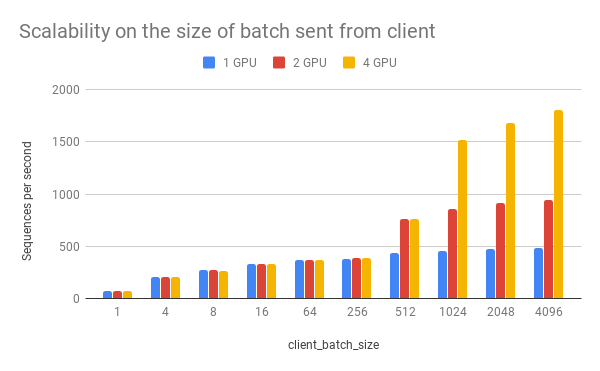 Scalability on the size of batch sent from client
1 GPU 2 GPU 4 GPU
2000
1500
1000
500
0
Sequences per second
1 4 8 16 64 256 512 1024 2048 4096
client_batch_size